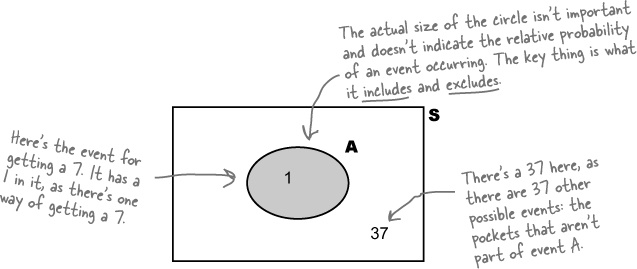 The actual size of the circle isn't important
and doesn't indicate the relative probability
of an event occurring. The key thing is what
it includes and excludes.
S
Here's the event for
getting a 7. It has a
1 in it, as there's one
way of getting a 7.
A
1
37
There's a 37 here, as
there are 37 other
possible events: the
pockets that aren't
part of event A.